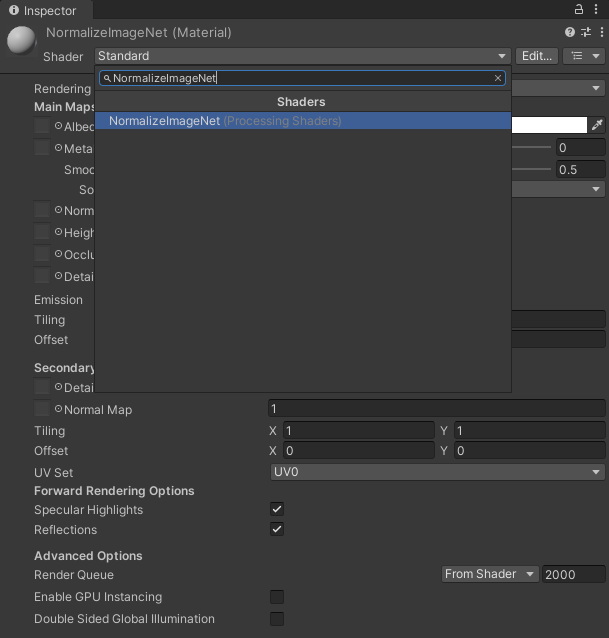 Inspector
NormalizeImageNet (Material)
Shader Standard Edit...
NormalizeImageNet
Rendering
Shaders
Main Maps
NormalizeImageNet (Processing Shaders)
Albec
Meta 0
Smoo 0.5
So
Norm
Heigh
Occlu
Detai
Emission
Tiling
Offset
Secondary
Detai
Normal Map 1
Tiling X 1 Y 1
Offset X 0 Y 0
UV Set UV0
Forward Rendering Options
Specular Highlights
Reflections
Advanced Options
Render Queue From Shader 2000
Enable GPU Instancing
Double Sided Global Illumination